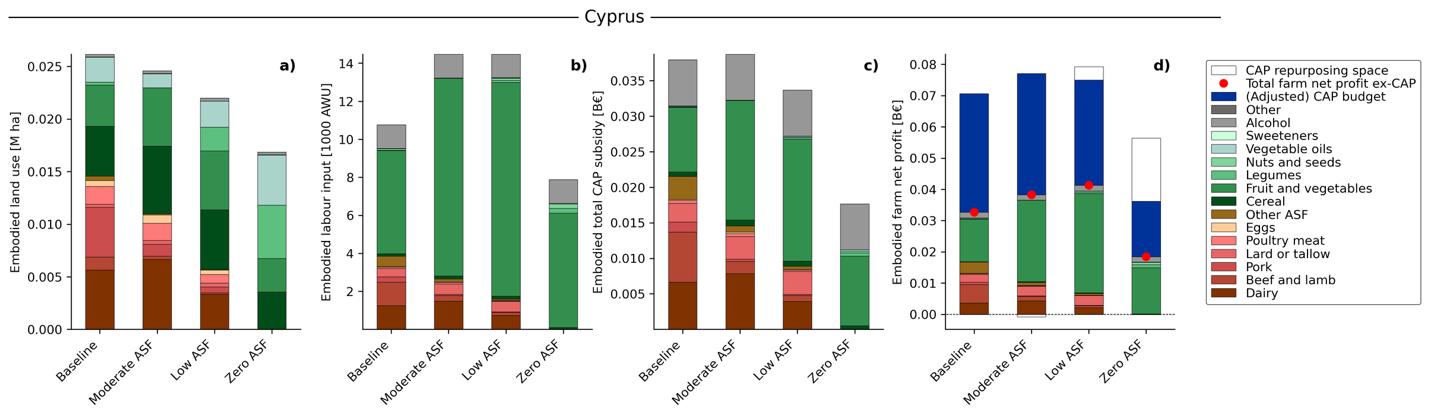 Cyprus
a)
Embodied land use [M ha]
0.025
0.020
0.015
0.010
0.005
0.000
Baseline
Moderate ASF
Low ASF
Zero ASF
b)
Embodied labour input [1000 AWU]
14
12
10
8
6
4
2
Baseline
Moderate ASF
Low ASF
Zero ASF
c)
Embodied total CAP subsidy [B€]
0.035
0.030
0.025
0.020
0.015
0.010
0.005
Baseline
Moderate ASF
Low ASF
Zero ASF
d)
Embodied farm net profit [B€]
0.08
0.07
0.06
0.05
0.04
0.03
0.02
0.01
0.00
Baseline
Moderate ASF
Low ASF
Zero ASF
CAP repurposing space
Total farm net profit ex-CAP
(Adjusted) CAP budget
Other
Alcohol
Sweeteners
Vegetable oils
Nuts and seeds
Legumes
Fruit and vegetables
Cereal
Other ASF
Eggs
Poultry meat
Lard or tallow
Pork
Beef and lamb
Dairy